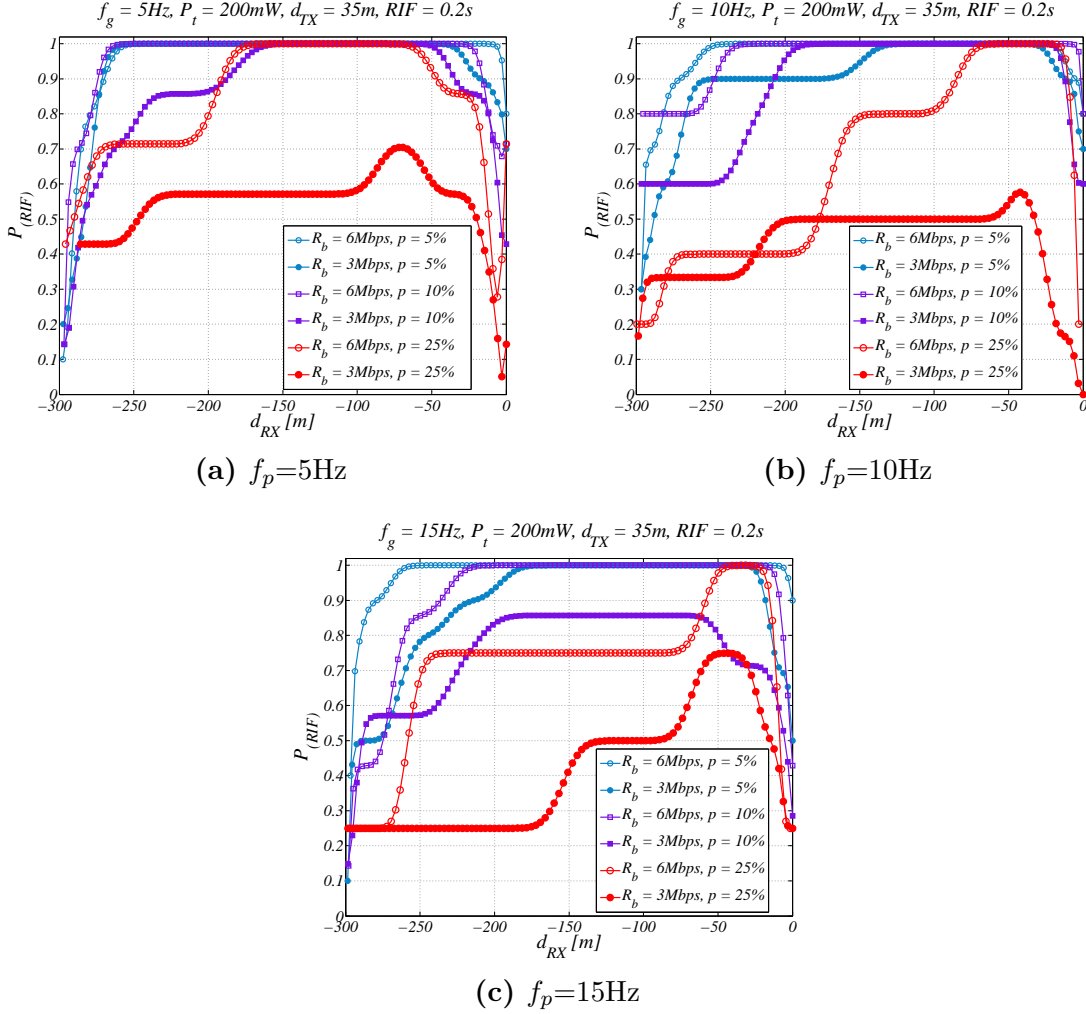 f_g = 5Hz, P_t = 200mW, d_TX = 35m, RIF = 0.2s
1
0.9
0.8
0.7
0.6
0.5
0.4
0.3
0.2
0.1
0
P_(RIF)
R_b = 6Mbps, p = 5%
R_b = 3Mbps, p = 5%
R_b = 6Mbps, p = 10%
R_b = 3Mbps, p = 10%
R_b = 6Mbps, p = 25%
R_b = 3Mbps, p = 25%
−300 −250 −200 −150 −100 −50 0
d_RX [m]
(a) f_p=5Hz
f_g = 10Hz, P_t = 200mW, d_TX = 35m, RIF = 0.2s
1
0.9
0.8
0.7
0.6
0.5
0.4
0.3
0.2
0.1
0
P_(RIF)
R_b = 6Mbps, p = 5%
R_b = 3Mbps, p = 5%
R_b = 6Mbps, p = 10%
R_b = 3Mbps, p = 10%
R_b = 6Mbps, p = 25%
R_b = 3Mbps, p = 25%
−300 −250 −200 −150 −100 −50 0
d_RX [m]
(b) f_p=10Hz
f_g = 15Hz, P_t = 200mW, d_TX = 35m, RIF = 0.2s
1
0.9
0.8
0.7
0.6
0.5
0.4
0.3
0.2
0.1
0
P_(RIF)
R_b = 6Mbps, p = 5%
R_b = 3Mbps, p = 5%
R_b = 6Mbps, p = 10%
R_b = 3Mbps, p = 10%
R_b = 6Mbps, p = 25%
R_b = 3Mbps, p = 25%
−300 −250 −200 −150 −100 −50 0
d_RX [m]
(c) f_p=15Hz